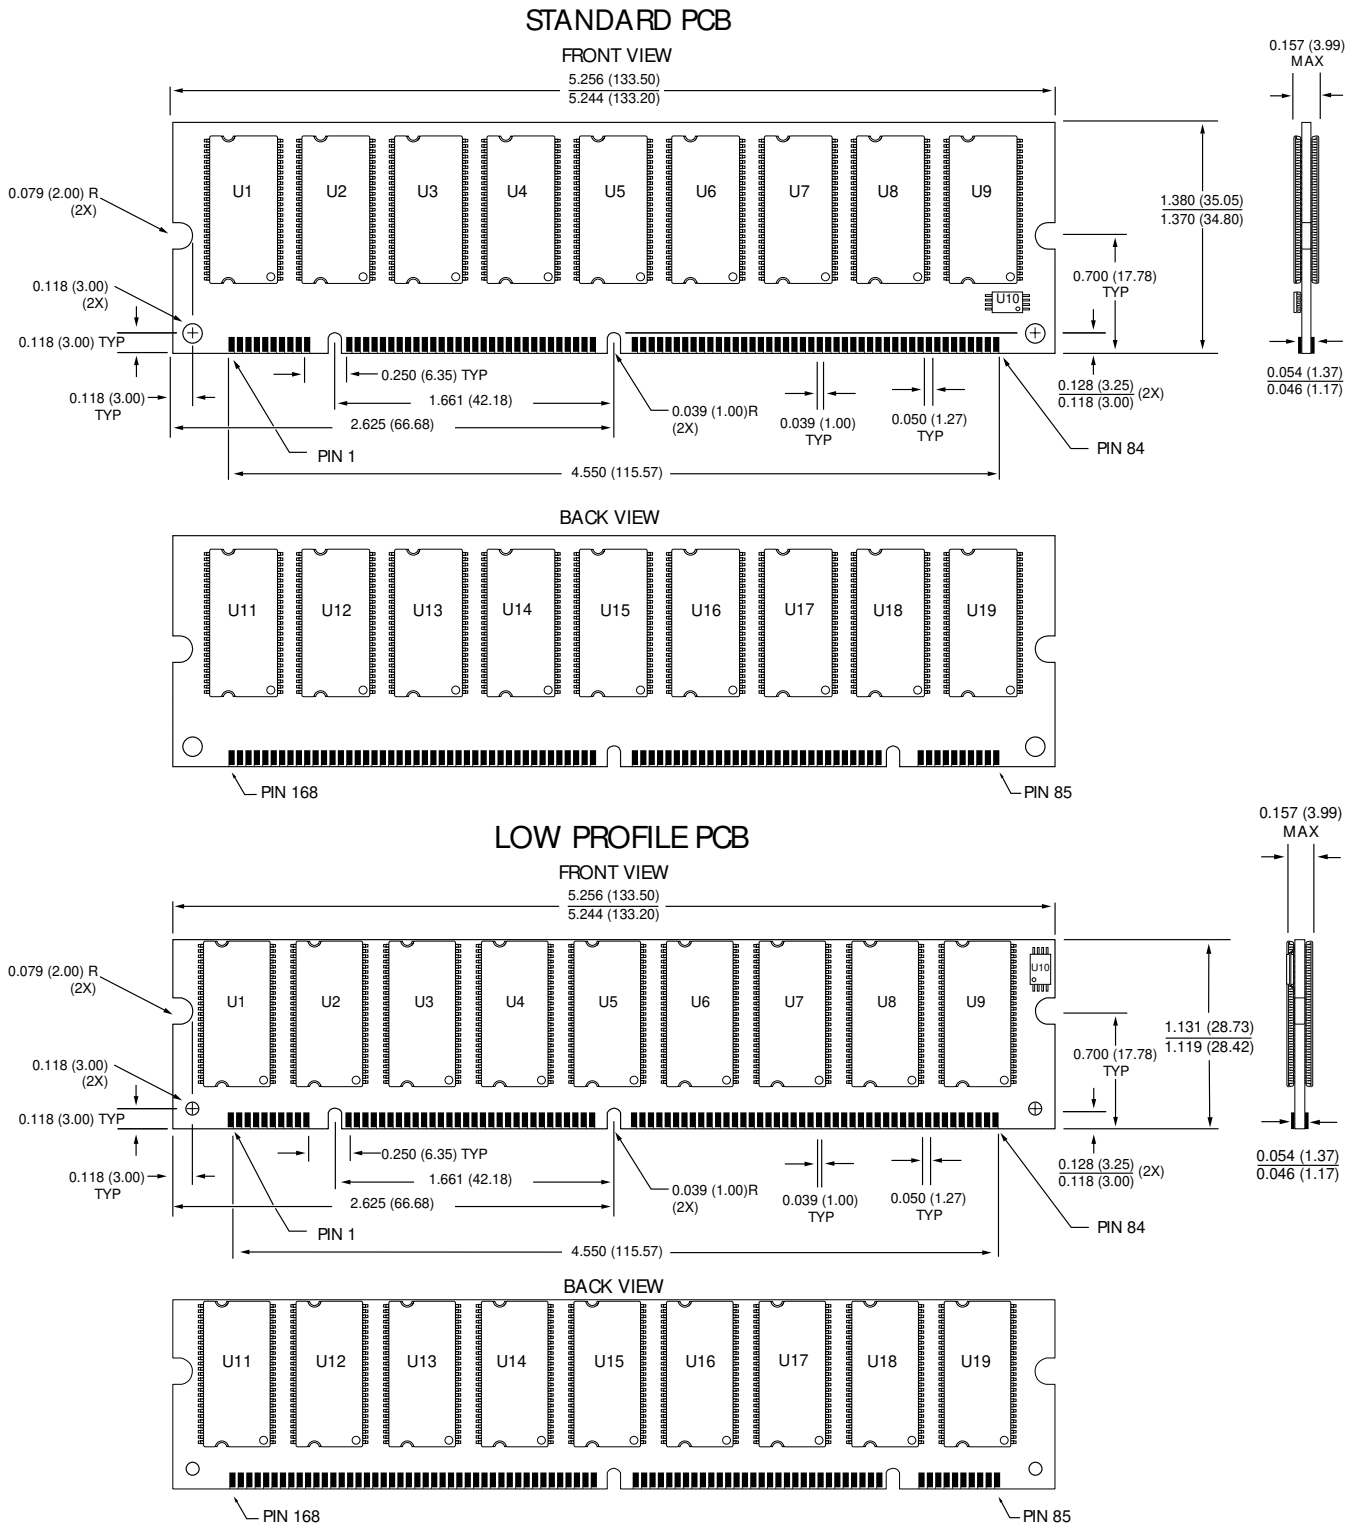 STANDARD PCB
FRONT VIEW
5.256 (133.50)
5.244 (133.20)
0.157 (3.99)
MAX
U1 U2 U3 U4 U5 U6 U7 U8 U9
0.079 (2.00) R
(2X)
1.380 (35.05)
1.370 (34.80)
0.700 (17.78)
TYP
0.118 (3.00)
(2X)
U10
0.118 (3.00) TYP
0.118 (3.00)
TYP
0.250 (6.35) TYP
1.661 (42.18)
2.625 (66.68)
0.039 (1.00)R
(2X)
0.039 (1.00)
TYP
0.050 (1.27)
TYP
0.128 (3.25)
0.118 (3.00)
(2X)
0.054 (1.37)
0.046 (1.17)
PIN 1
PIN 84
4.550 (115.57)
BACK VIEW
U11 U12 U13 U14 U15 U16 U17 U18 U19
PIN 168
PIN 85
LOW PROFILE PCB
FRONT VIEW
5.256 (133.50)
5.244 (133.20)
0.157 (3.99)
MAX
U1 U2 U3 U4 U5 U6 U7 U8 U9
U10
0.079 (2.00) R
(2X)
1.131 (28.73)
1.119 (28.42)
0.700 (17.78)
TYP
0.118 (3.00)
(2X)
0.118 (3.00) TYP
0.118 (3.00)
TYP
0.250 (6.35) TYP
1.661 (42.18)
2.625 (66.68)
0.039 (1.00)R
(2X)
0.039 (1.00)
TYP
0.050 (1.27)
TYP
0.128 (3.25)
0.118 (3.00)
(2X)
0.054 (1.37)
0.046 (1.17)
PIN 1
PIN 84
4.550 (115.57)
BACK VIEW
U11 U12 U13 U14 U15 U16 U17 U18 U19
PIN 168
PIN 85